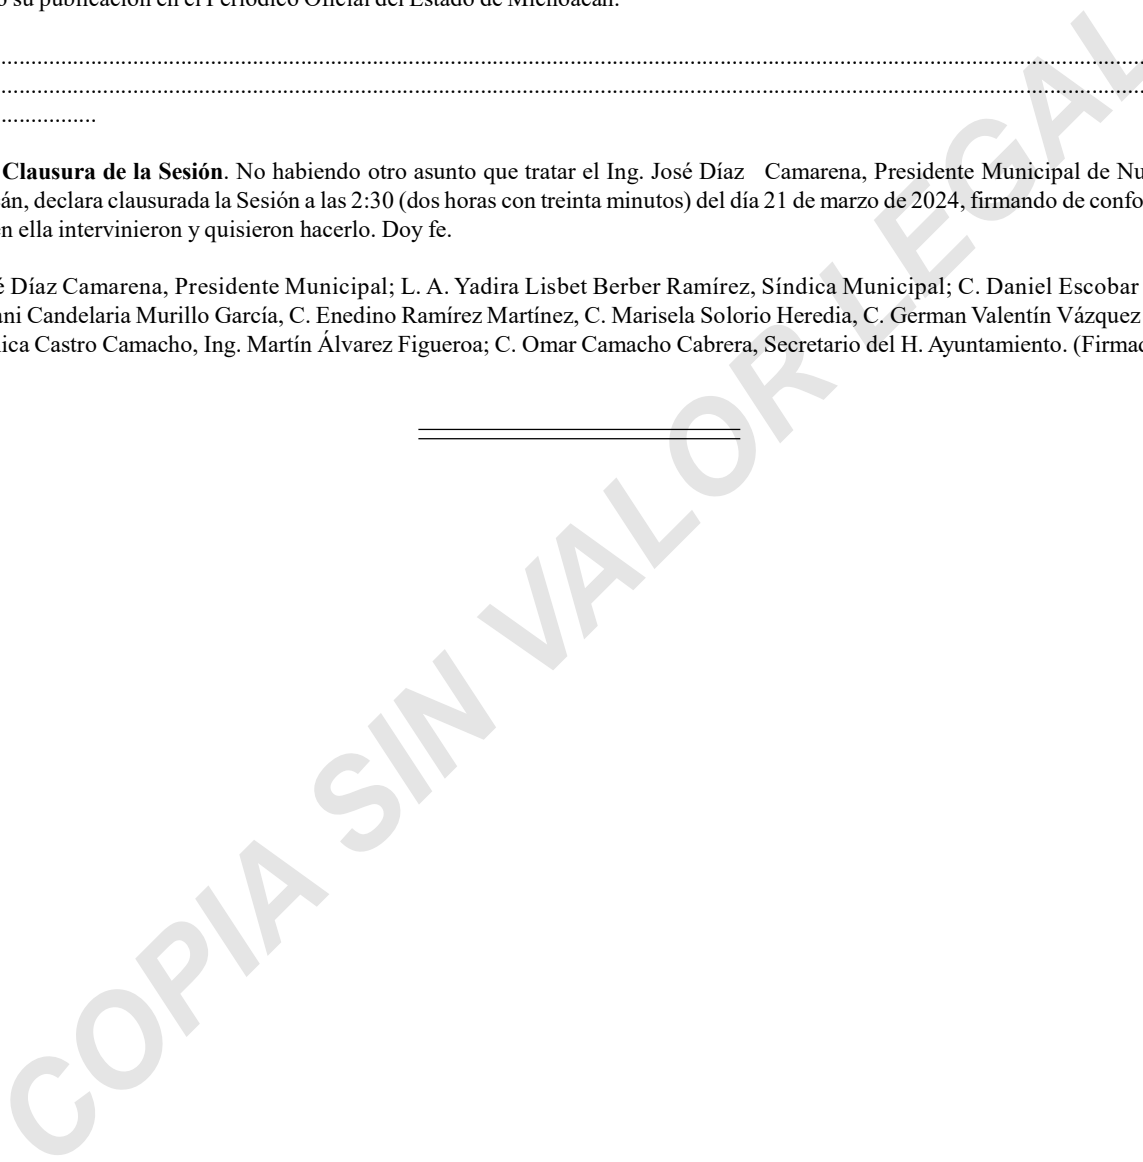 su publicación en el Periódico Oficial del Estado de Michoacán.
..........................................................................................................................................................................................................
..........................................................................................................................................................................................................
................
Clausura de la Sesión. No habiendo otro asunto que tratar el Ing. José Díaz Camarena, Presidente Municipal de Nu
án, declara clausurada la Sesión a las 2:30 (dos horas con treinta minutos) del día 21 de marzo de 2024, firmando de confo
n ella intervinieron y quisieron hacerlo. Doy fe.
é Díaz Camarena, Presidente Municipal; L. A. Yadira Lisbet Berber Ramírez, Síndica Municipal; C. Daniel Escobar
ani Candelaria Murillo García, C. Enedino Ramírez Martínez, C. Marisela Solorio Heredia, C. German Valentín Vázquez
ica Castro Camacho, Ing. Martín Álvarez Figueroa; C. Omar Camacho Cabrera, Secretario del H. Ayuntamiento. (Firmad
COPIA SIN VALOR LEGAL